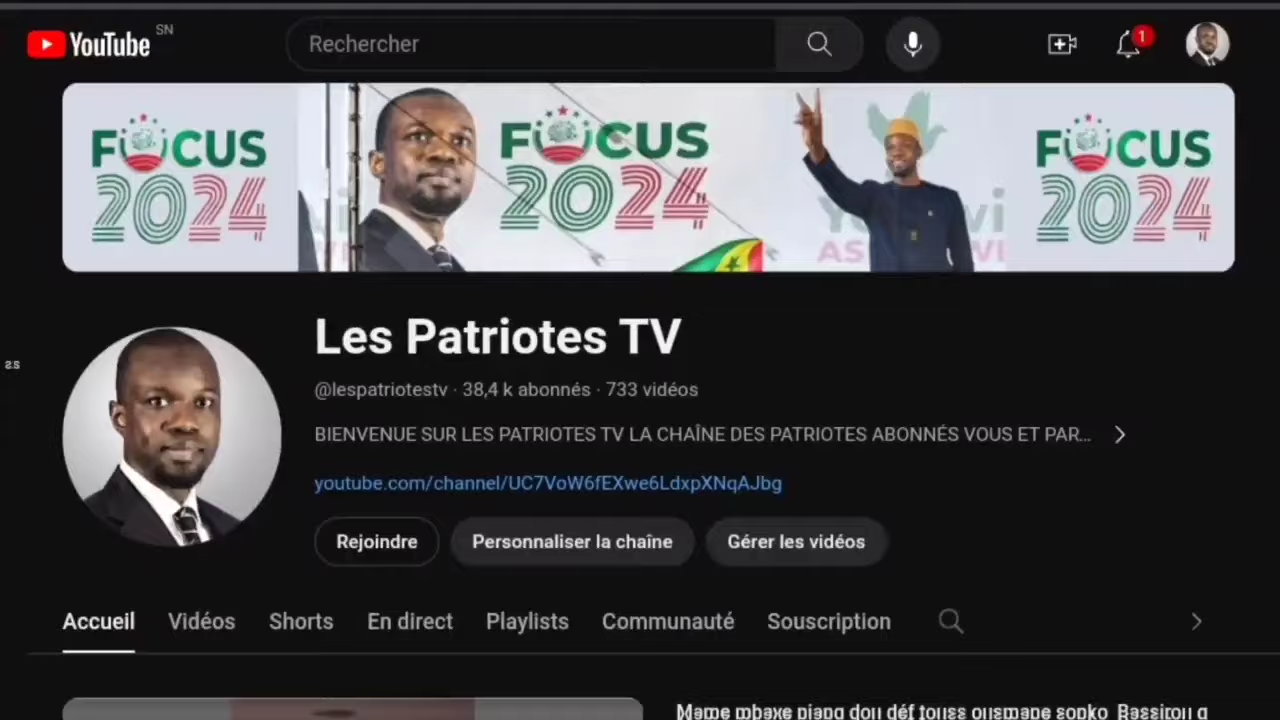 YouTube SN
Rechercher
1
FOCUS
2024
FOCUS
2024
FOCUS
2024
Les Patriotes TV
@lespatriotestv · 38,4 k abonnés · 733 vidéos
BIENVENUE SUR LES PATRIOTES TV LA CHAÎNE DES PATRIOTES ABONNÉS VOUS ET PAR...
youtube.com/channel/UC7VoW6fEXwe6LdxpXNqAJbg
Rejoindre
Personnaliser la chaîne
Gérer les vidéos
Accueil
Vidéos
Shorts
En direct
Playlists
Communauté
Souscription